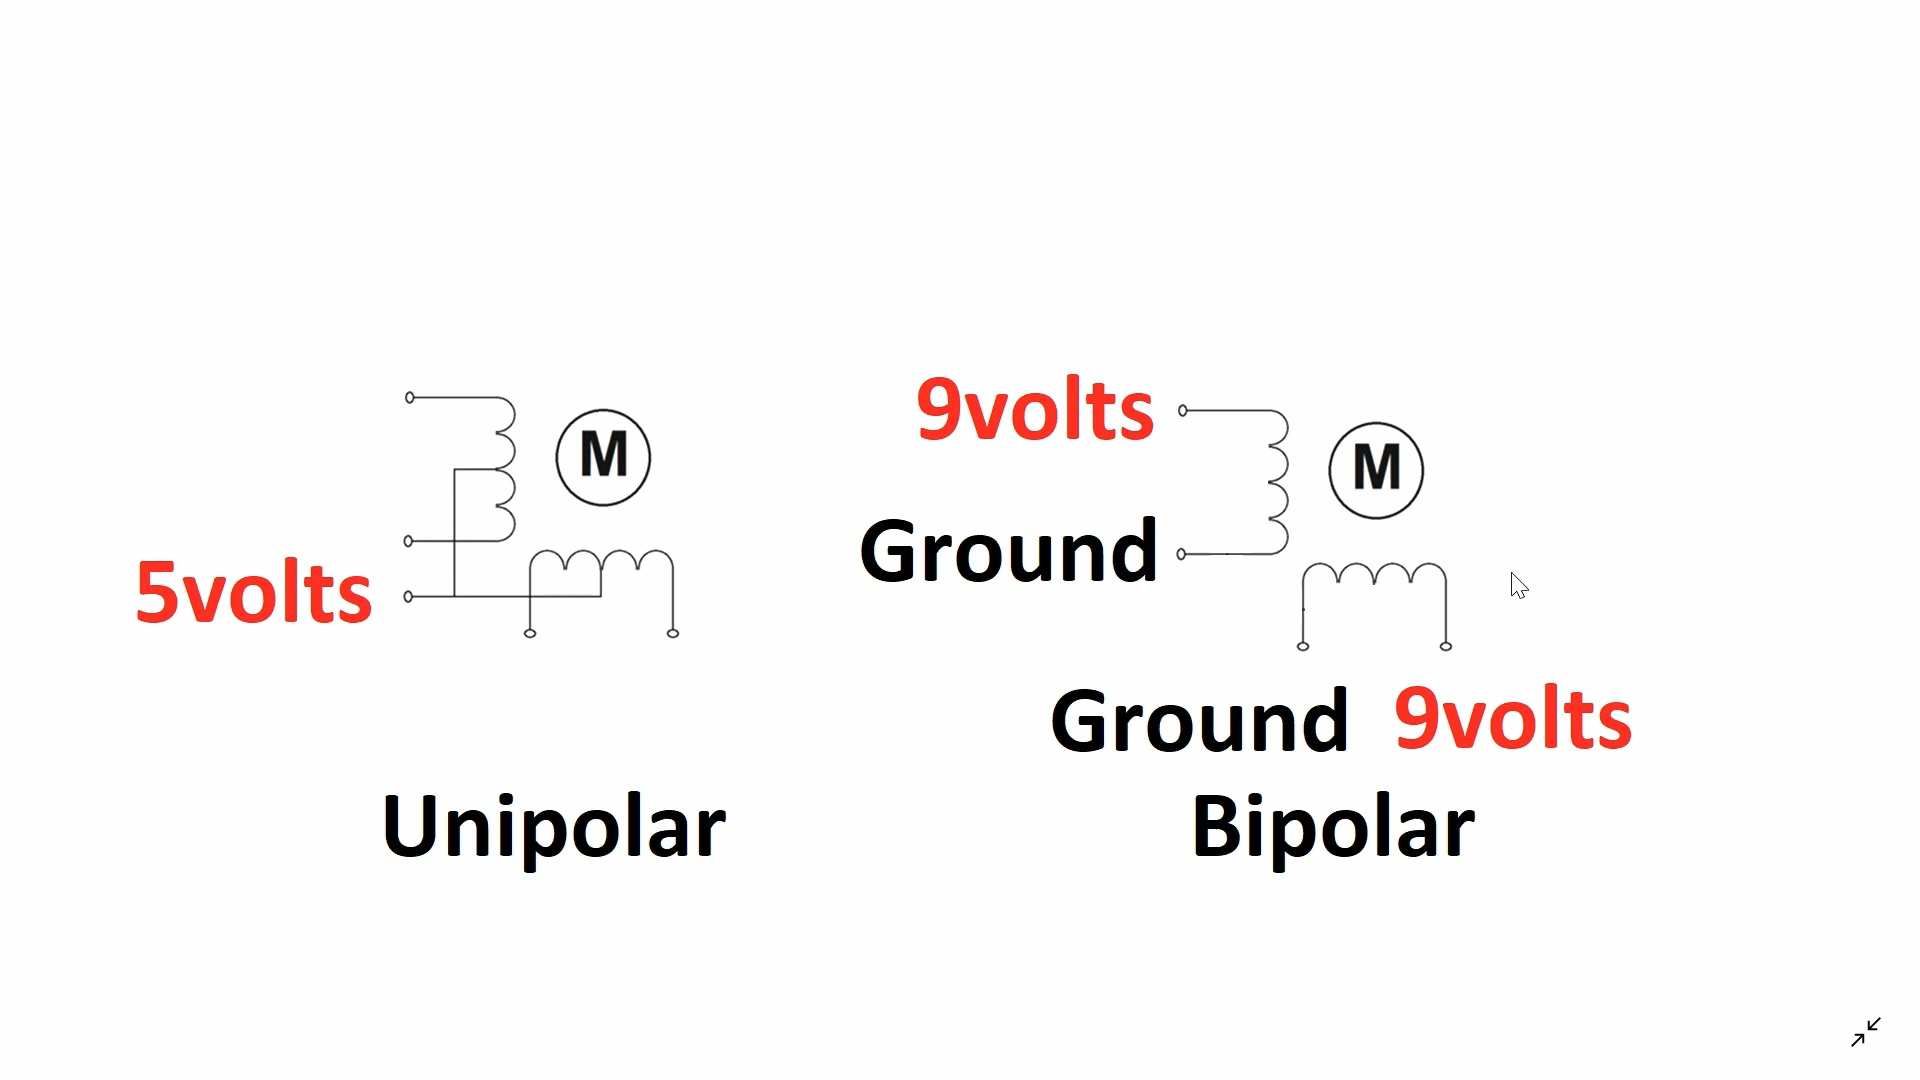 9volts
M
M
Ground
5volts
Ground 9volts
Unipolar
Bipolar